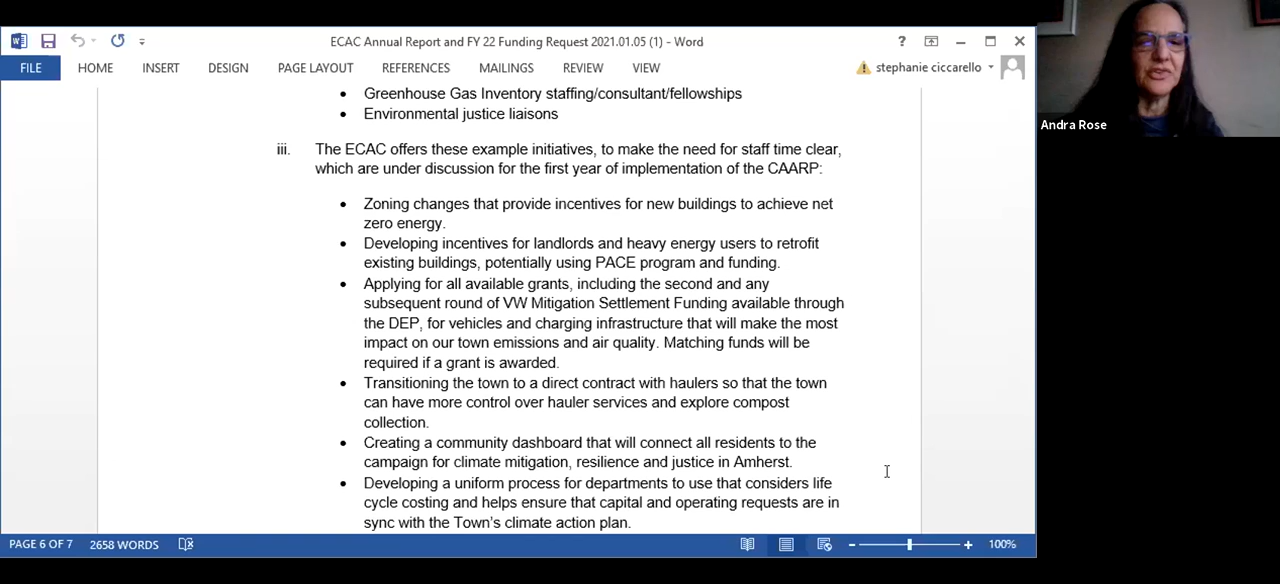 ECAC Annual Report and FY 22 Funding Request 2021.01.05 (1) - Word
?
FILE HOME INSERT DESIGN PAGE LAYOUT REFERENCES MAILINGS REVIEW VIEW stephanie ciccarello
Andra Rose
• Greenhouse Gas Inventory staffing/consultant/fellowships
• Environmental justice liaisons
iii. The ECAC offers these example initiatives, to make the need for staff time clear,
which are under discussion for the first year of implementation of the CAARP:
• Zoning changes that provide incentives for new buildings to achieve net
zero energy.
• Developing incentives for landlords and heavy energy users to retrofit
existing buildings, potentially using PACE program and funding.
• Applying for all available grants, including the second and any
subsequent round of VW Mitigation Settlement Funding available through
the DEP, for vehicles and charging infrastructure that will make the most
impact on our town emissions and air quality. Matching funds will be
required if a grant is awarded.
• Transitioning the town to a direct contract with haulers so that the town
can have more control over hauler services and explore compost
collection.
• Creating a community dashboard that will connect all residents to the
campaign for climate mitigation, resilience and justice in Amherst.
• Developing a uniform process for departments to use that considers life
cycle costing and helps ensure that capital and operating requests are in
sync with the Town's climate action plan.
PAGE 6 OF 7 2658 WORDS 100%